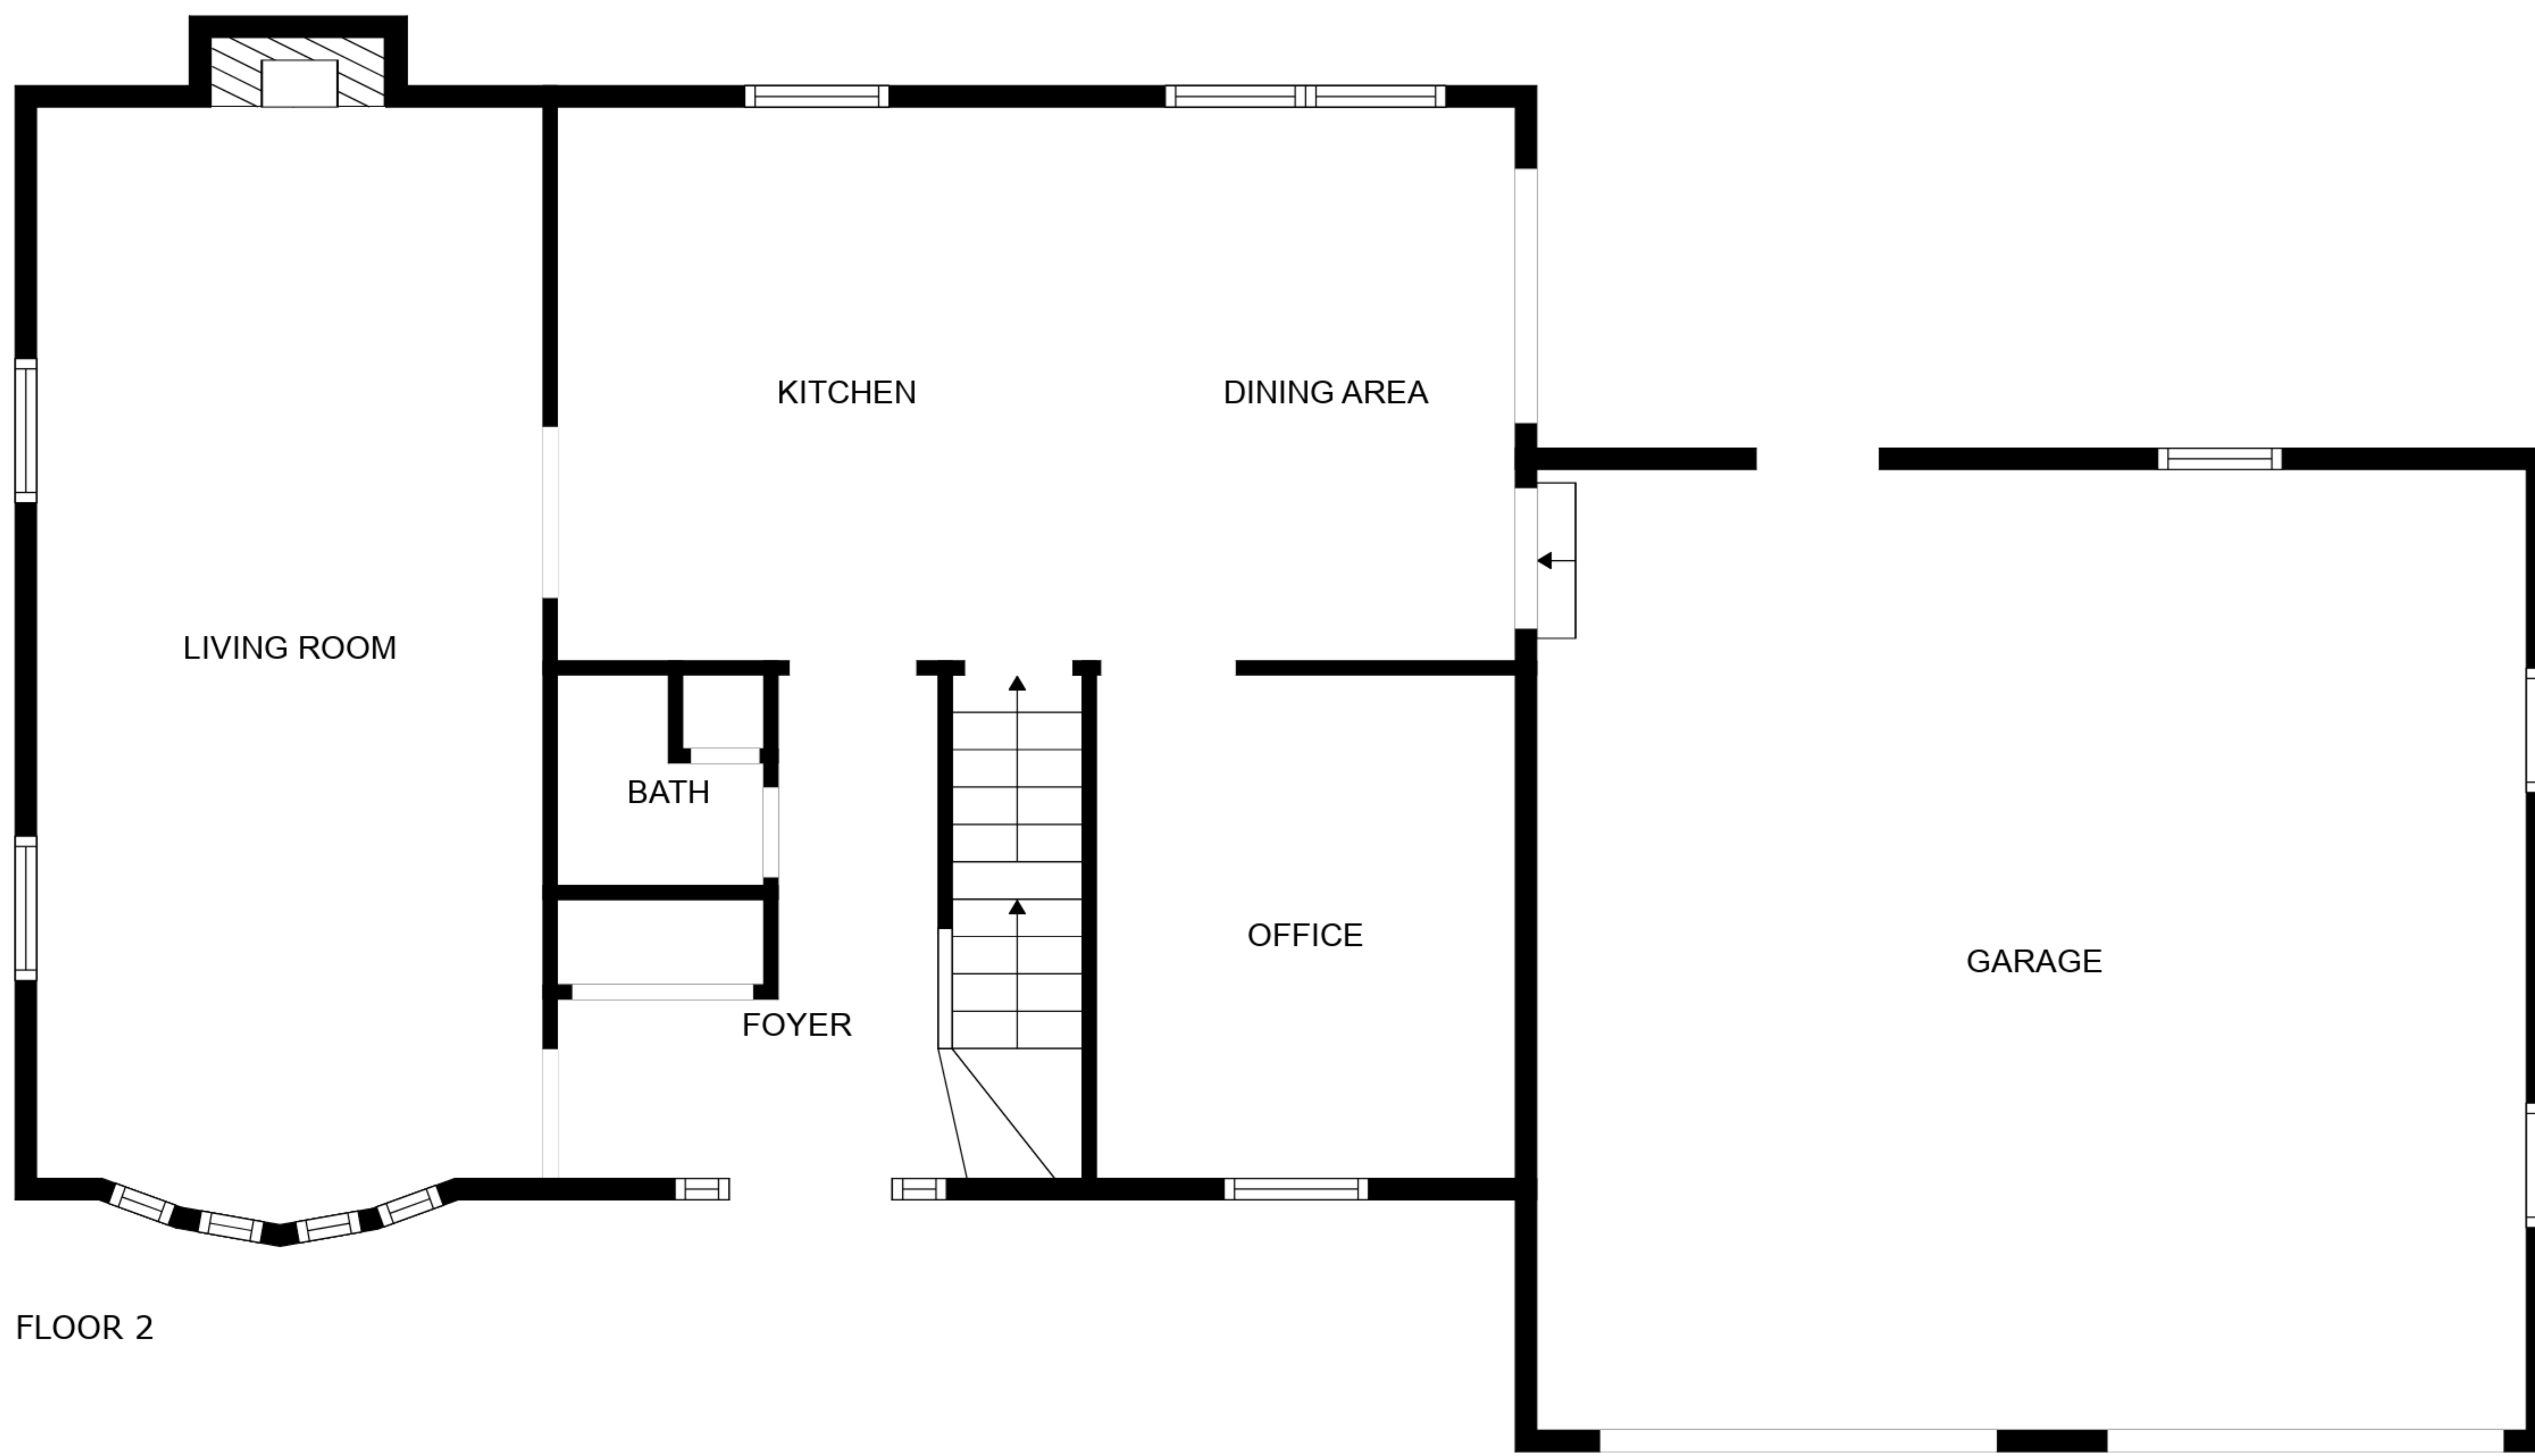 KITCHEN
DINING AREA
LIVING ROOM
BATH
OFFICE
GARAGE
FOYER
FLOOR 2